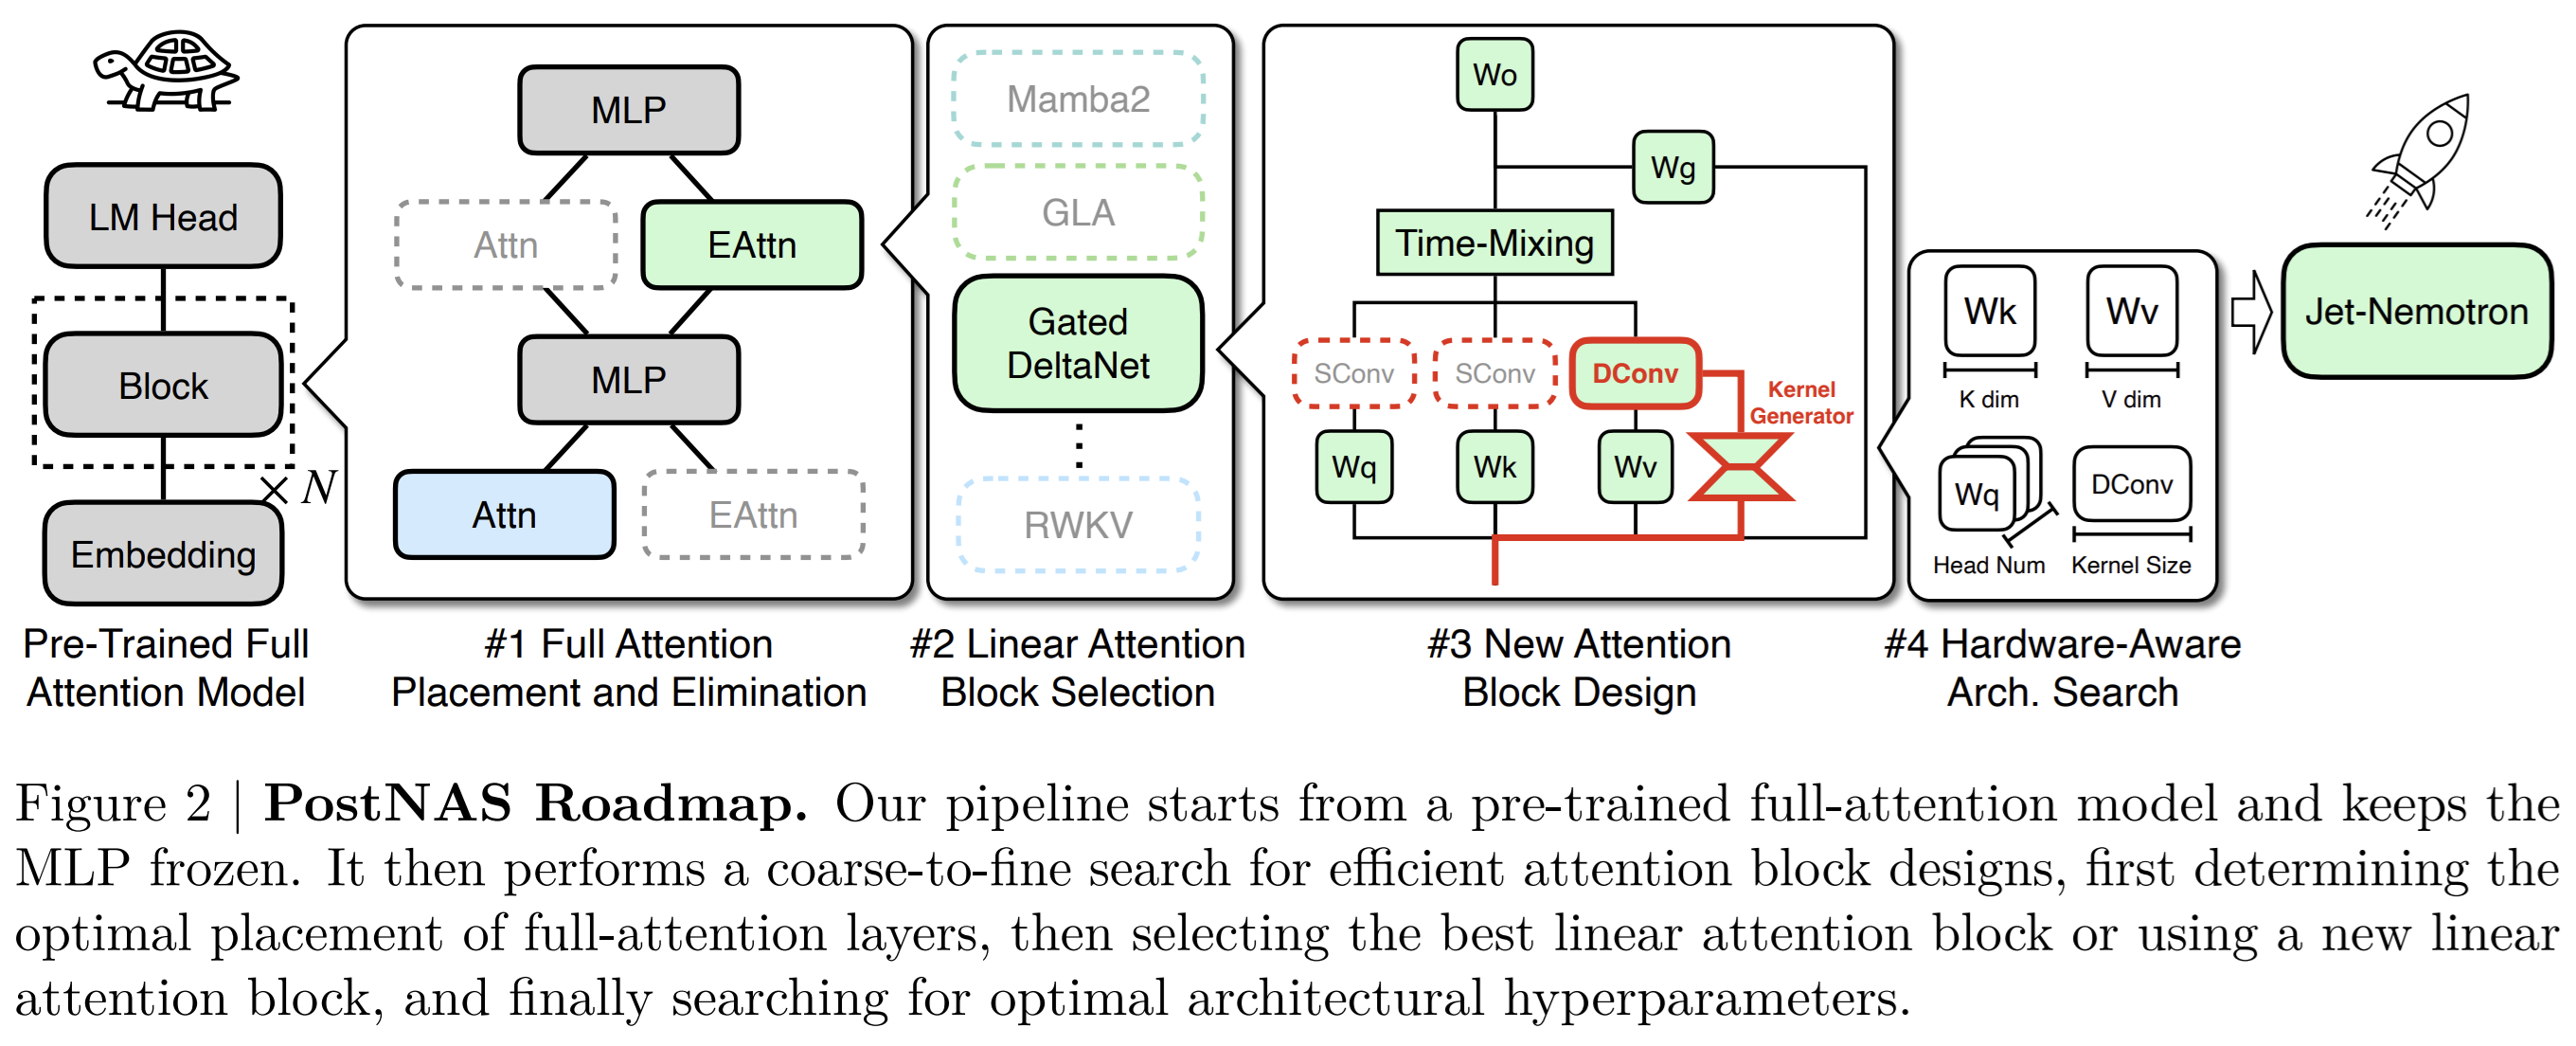 LM Head
Block
× N
Embedding
Pre-Trained Full
Attention Model
MLP
Attn
EAttn
MLP
Attn
EAttn
#1 Full Attention
Placement and Elimination
Mamba2
GLA
Gated
DeltaNet
RWKV
#2 Linear Attention
Block Selection
Wo
Wg
Time-Mixing
SConv
SConv
DConv
Kernel
Generator
Wq
Wk
Wv
#3 New Attention
Block Design
Wk
Wv
K dim
V dim
Wq
DConv
Head Num
Kernel Size
#4 Hardware-Aware
Arch. Search
Jet-Nemotron
Figure 2 | PostNAS Roadmap. Our pipeline starts from a pre-trained full-attention model and keeps the
MLP frozen. It then performs a coarse-to-fine search for efficient attention block designs, first determining the
optimal placement of full-attention layers, then selecting the best linear attention block or using a new linear
attention block, and finally searching for optimal architectural hyperparameters.